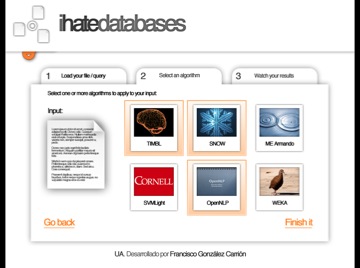 ihatedatabases
1 Load your file / query
2 Select an algorithm
3 Watch your results
Select one or more algorithms to apply to your input:
Input:
TIMBL
SNOW
ME Armando
CORNELL
OpenNLP
SVMLight
OpenNLP
WEKA
Go back
Finish it
UA. Desarrollado por Francisco González Carrión